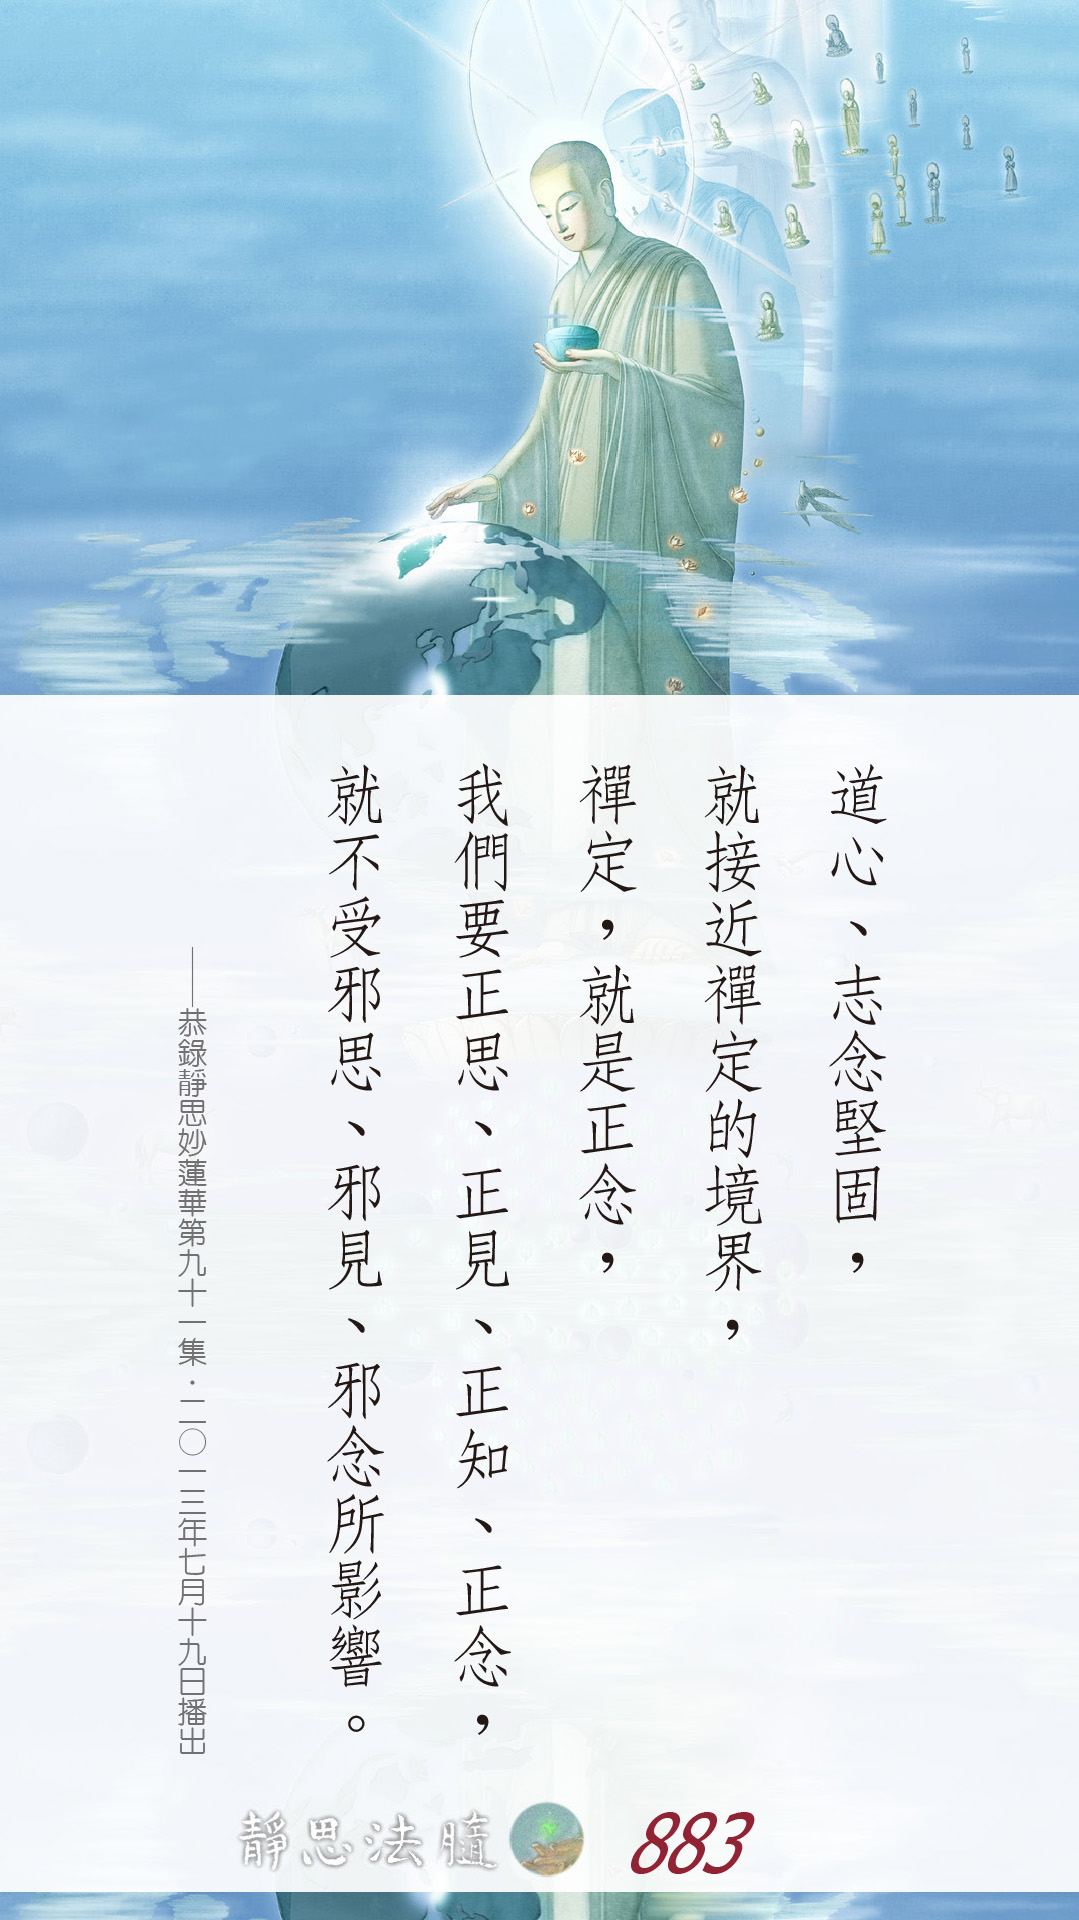 道心、志念堅固，
就接近禪定的境界，
禪定，就是正念，
我們要正思、正見、正知、正念，
就不受邪思、邪見、邪念所影響。
——恭錄靜思妙蓮華第九十一集．二〇一三年七月十九日播出
靜思法髓
883